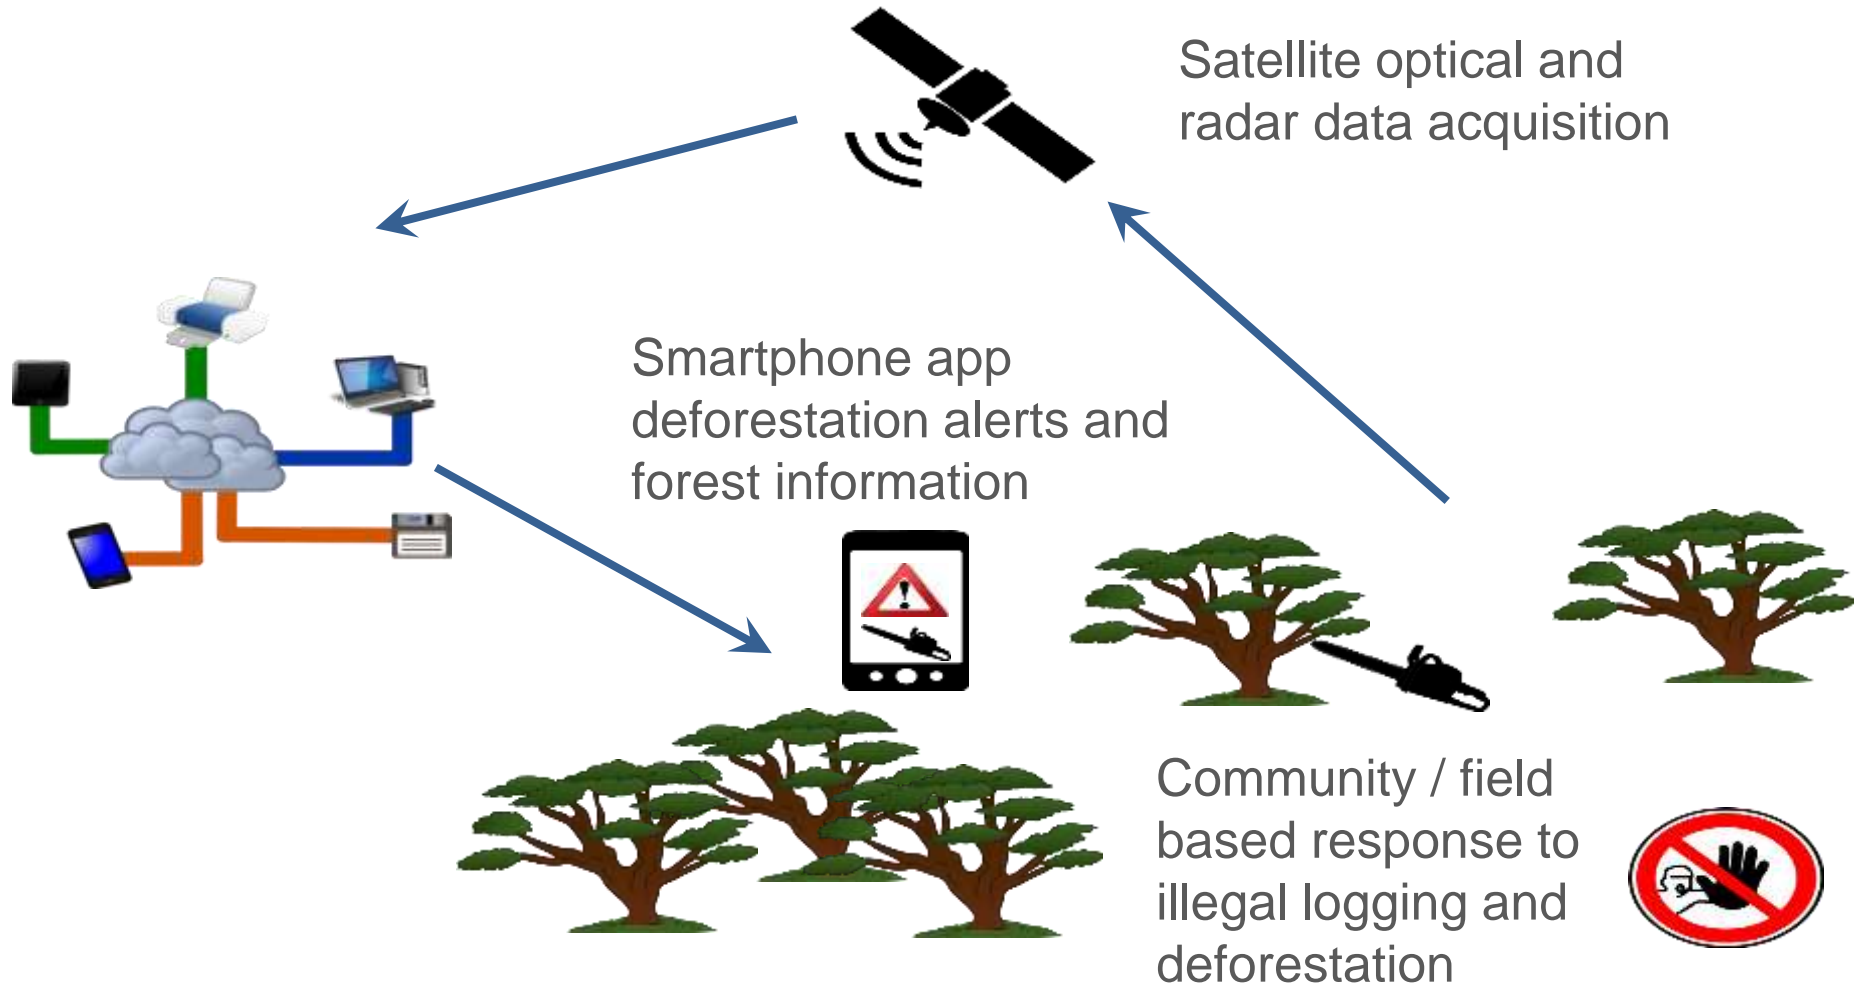 Satellite optical and
radar data acquisition
Smartphone app
deforestation alerts and
forest information
Community / field
based response to
illegal logging and
deforestation